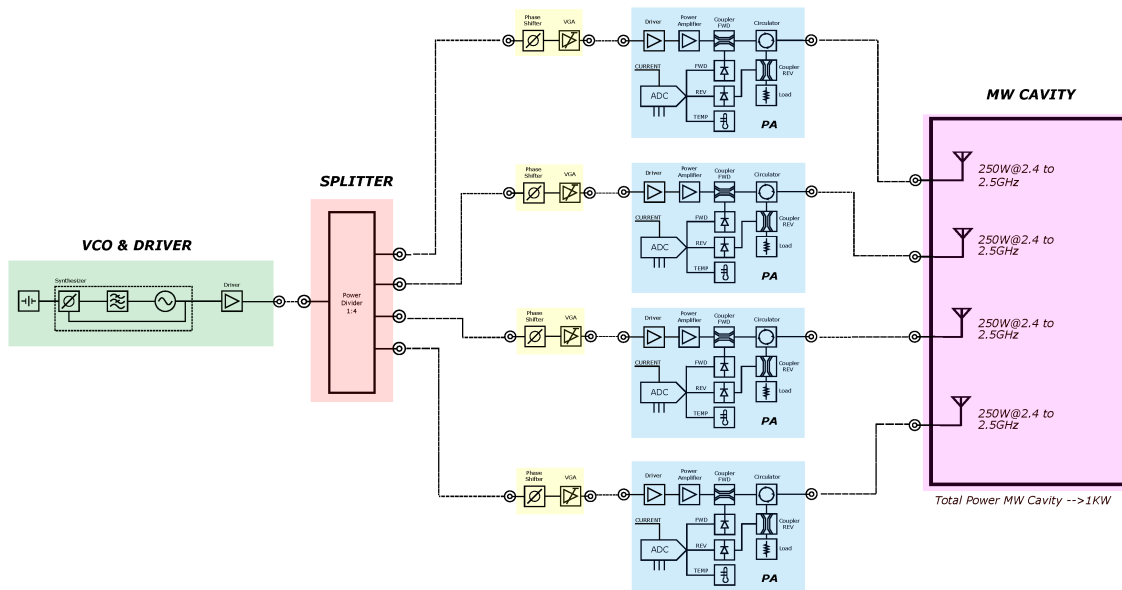 Phase
Shifter
VGA
Driver
Power
Amplifier
Coupler
FWD
Circulator
CURRENT
FWD
Coupler
REV
ADC
REV
Load
TEMP
PA
MW CAVITY
Phase
Shifter
VGA
Driver
Power
Amplifier
Coupler
FWD
Circulator
CURRENT
FWD
Coupler
REV
ADC
REV
Load
TEMP
PA
250W@2.4 to
2.5GHz
SPLITTER
250W@2.4 to
2.5GHz
VCO & DRIVER
Synthesizer
Driver
Power
Divider
1:4
Phase
Shifter
VGA
Driver
Power
Amplifier
Coupler
FWD
Circulator
CURRENT
FWD
Coupler
REV
ADC
REV
Load
TEMP
PA
250W@2.4 to
2.5GHz
250W@2.4 to
2.5GHz
Phase
Shifter
VGA
Driver
Power
Amplifier
Coupler
FWD
Circulator
CURRENT
FWD
Coupler
REV
ADC
REV
Load
TEMP
PA
Total Power MW Cavity -->1KW